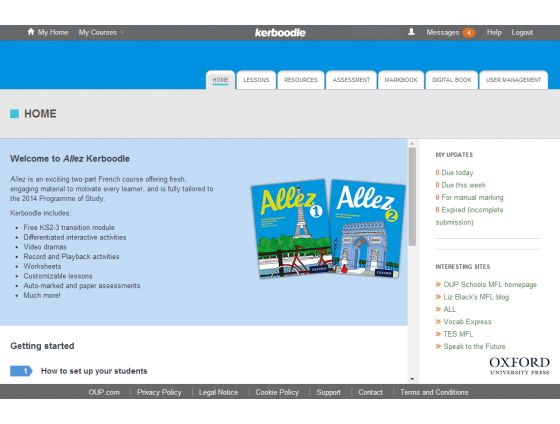 My Home My Courses kerboodle Messages 4 Help Logout
HOME LESSONS RESOURCES ASSESSMENT MARKBOOK DIGITAL BOOK USER MANAGEMENT
HOME
Welcome to Allez Kerboodle
Allez is an exciting two-part French course offering fresh,
engaging material to motivate every learner, and is fully tailored to
the 2014 Programme of Study.
Kerboodle includes:
Free KS2-3 transition module
Differentiated interactive activities
Video dramas
Record and Playback activities
Worksheets
Customizable lessons
Auto-marked and paper assessments
Much more!
Allez 1
OXFORD
Allez 2
OXFORD
Getting started
1 How to set up your students
MY UPDATES
0 Due today
0 Due this week
0 For manual marking
0 Expired (incomplete
submission)
INTERESTING SITES
» OUP Schools MFL homepage
» Liz Black's MFL blog
» ALL
» Vocab Express
» TES MFL
» Speak to the Future
OXFORD
UNIVERSITY PRESS
OUP.com Privacy Policy Legal Notice Cookie Policy Support Contact Terms and Conditions